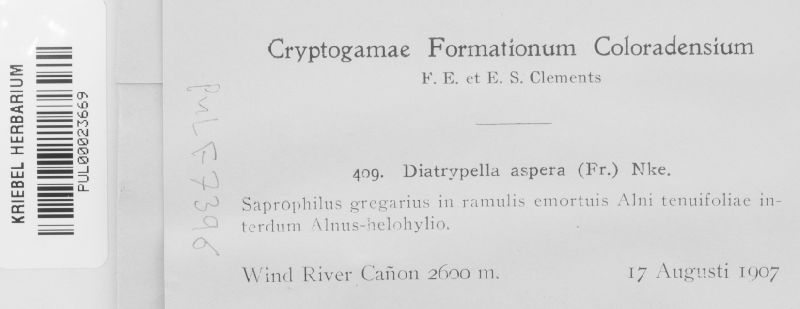 KRIEBEL HERBARIUM
PUL00023669
PUL F7396
Cryptogamae Formationum Coloradensium
F. E. et E. S. Clements
409. Diatrypella aspera (Fr.) Nke.
Saprophilus gregarius in ramulis emortuis Alni tenuifoliae in-
terdum Alnus-helohylio.
Wind River Cañon 2600 m.
17 Augusti 1907